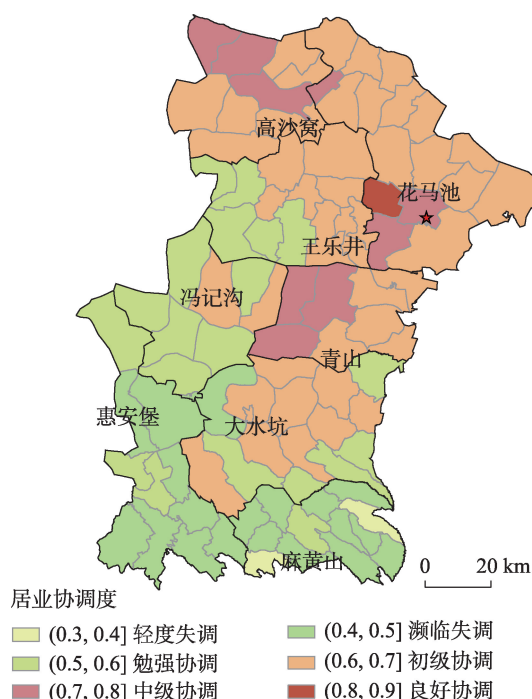 高沙窝
花马池
王乐井
冯记沟
青山
惠安堡
大水坑
麻黄山
0 20 km
居业协调度
(0.3, 0.4] 轻度失调
(0.4, 0.5] 濒临失调
(0.5, 0.6] 勉强协调
(0.6, 0.7] 初级协调
(0.7, 0.8] 中级协调
(0.8, 0.9] 良好协调